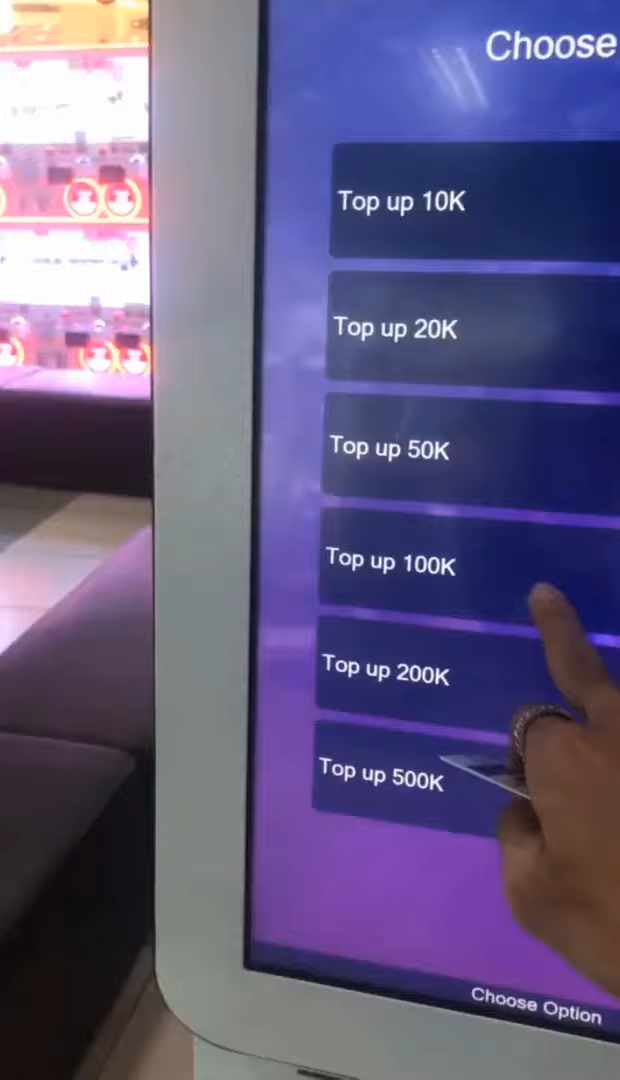 Choose
Top up 10K
Top up 20K
Top up 50K
Top up 100K
Top up 200K
Top up 500K
Choose Option